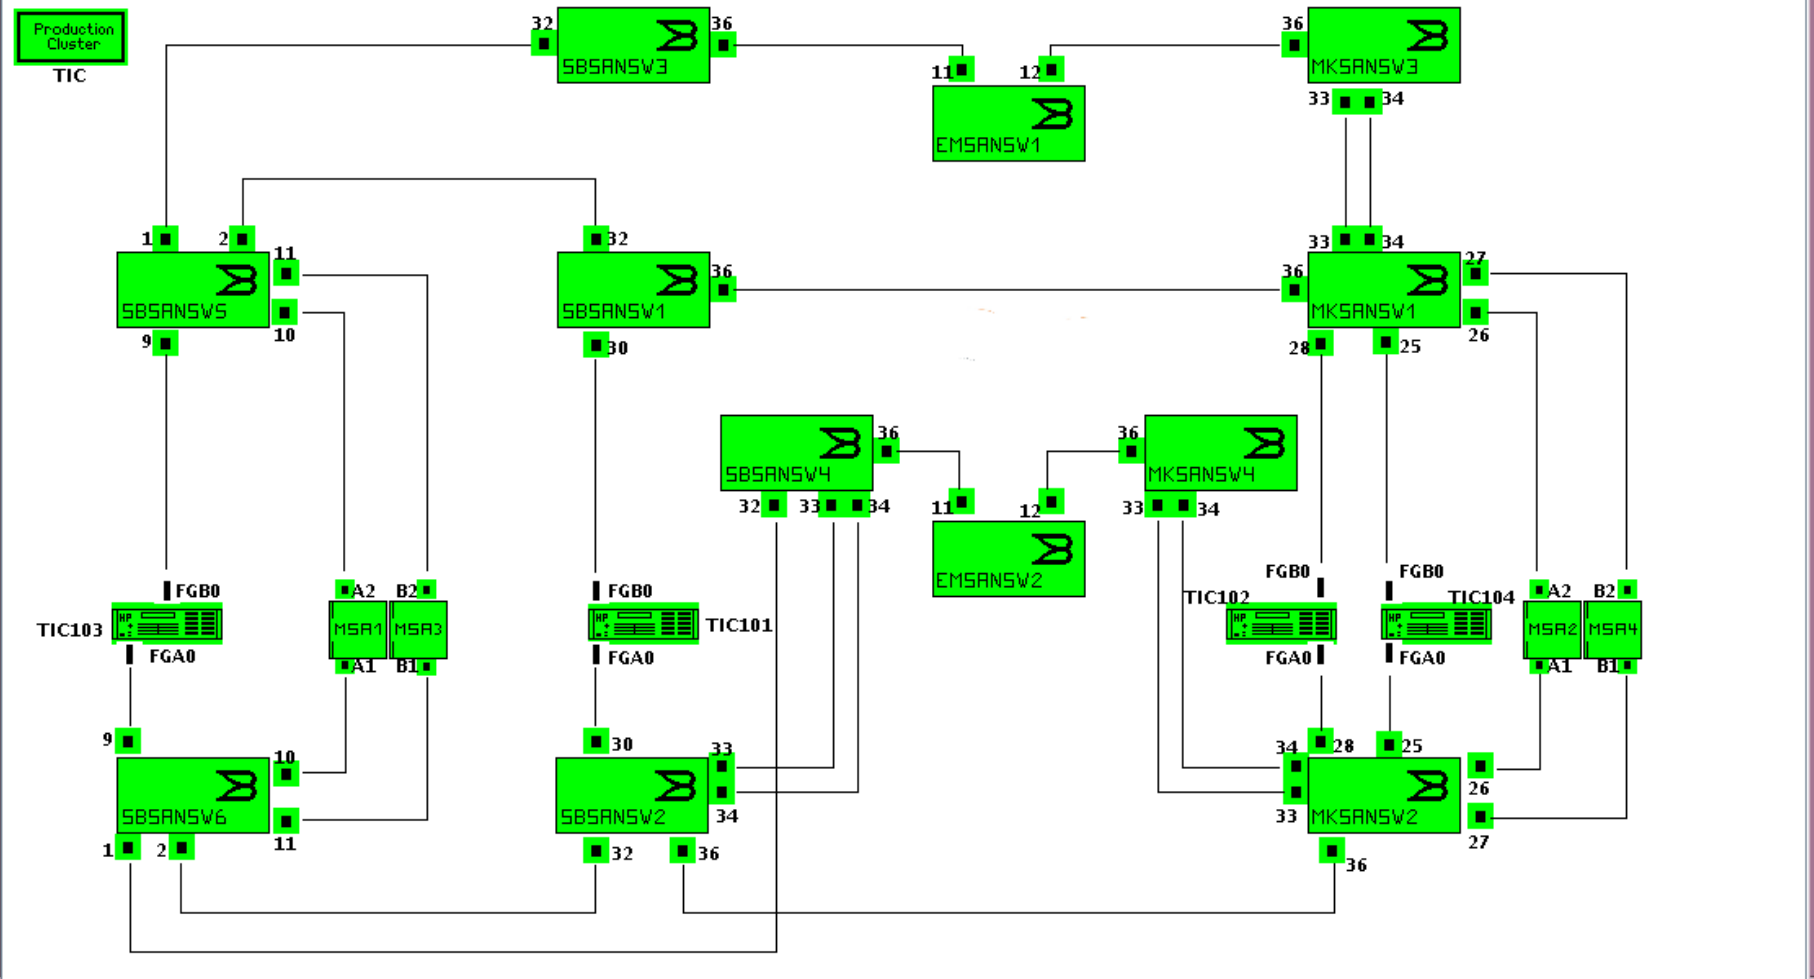 Production
Cluster
TIC
32
36
SBSANSW3
11
12
EMSANSW1
36
MKSANSW3
33
34
1
2
11
SBSANSW5
10
9
32
36
SBSANSW1
30
33
34
36
27
MKSANSW1
26
28
25
36
SBSANSW4
32
33
34
11
12
EMSANSW2
36
MKSANSW4
33
34
FGB0
HP
TIC103
FGA0
A2
B2
MSA1
MSA3
A1
B1
FGB0
HP
TIC101
FGA0
FGB0
TIC102
HP
FGA0
FGB0
TIC104
HP
FGA0
A2
B2
MSA2
MSA4
A1
B1
9
10
SBSANSW6
11
1
2
30
33
SBSANSW2
34
32
36
34
28
25
MKSANSW2
26
33
27
36